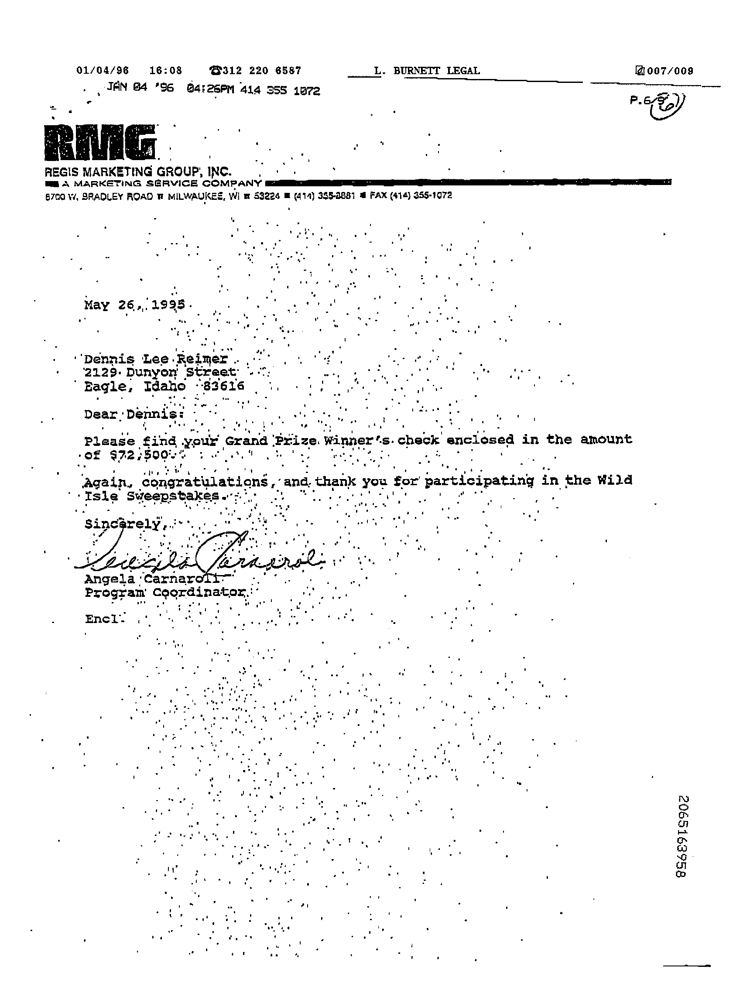 01/04/96 16:08 ☎312 220 6587 L. BURNETT LEGAL 007/009
JAN 04 '96 04:26PM 414 355 1072
P.6
RMG
REGIS MARKETING GROUP, INC.
A MARKETING SERVICE COMPANY
8700 W. BRADLEY ROAD MILWAUKEE, WI 53224 (414) 355-3881 FAX (414) 355-1072
May 26, 1995
Dennis Lee Reimer
2129 Dunyon Street
Eagle, Idaho 83616
Dear Dennis:
Please find your Grand Prize Winner's check enclosed in the amount
of $72,500.
Again, congratulations, and thank you for participating in the Wild
Isle Sweepstakes.
Sincerely,
Angela Carnaroli
Angela Carnaroli
Program Coordinator
Encl.
2065163958